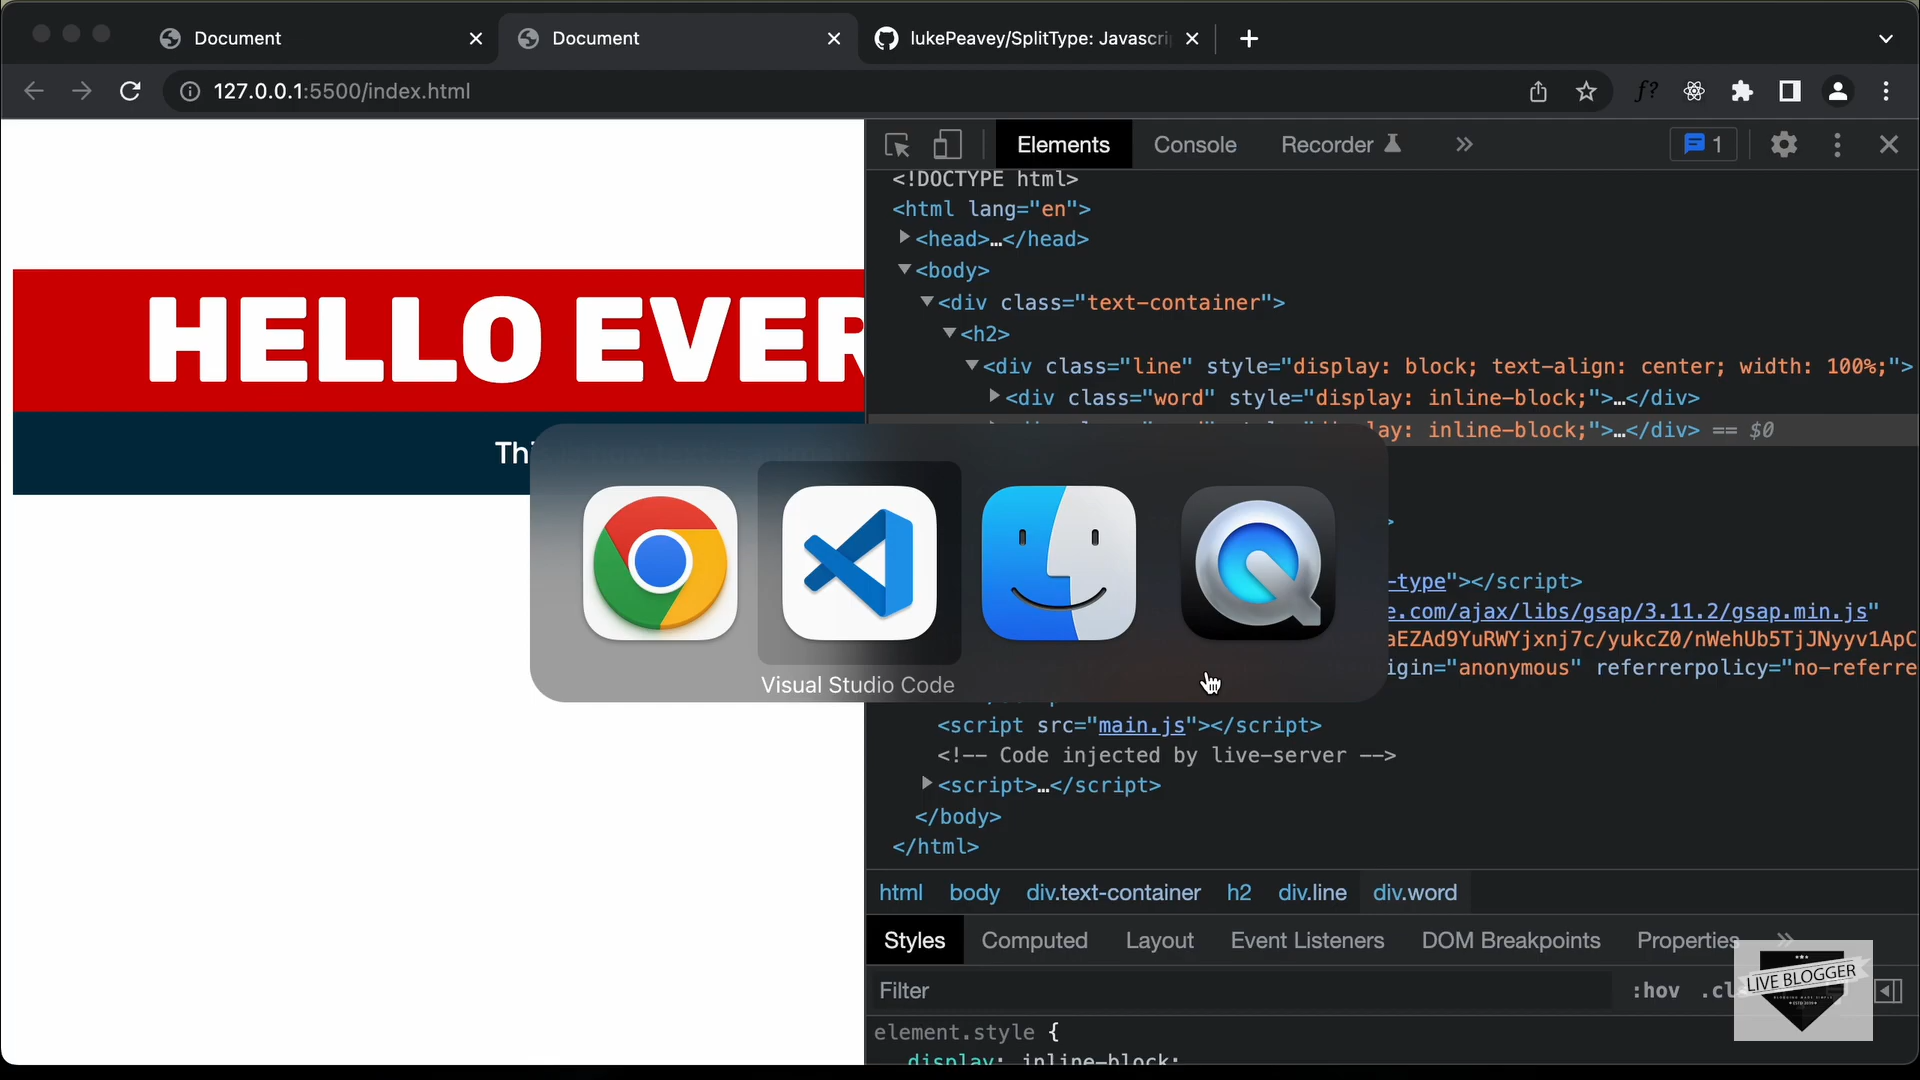 Document
Document
lukePeavey/SplitType: Javascri
127.0.0.1:5500/index.html
f?
Elements
Console
Recorder
1
<!DOCTYPE html>
<html lang="en">
<head>…</head>
<body>
<div class="text-container">
<h2>
<div class="line" style="display: block; text-align: center; width: 100%;">
<div class="word" style="display: inline-block;">…</div>
lay: inline-block;">…</div> == $0
HELLO EVER
Thi
>
-type"></script>
e.com/ajax/libs/gsap/3.11.2/gsap.min.js"
aEZAd9YuRWYjxnj7c/yukcZ0/nWehUb5TjJNyyv1ApC
igin="anonymous" referrerpolicy="no-referre
Visual Studio Code
<script src="main.js"></script>
<!-- Code injected by live-server -->
<script>…</script>
</body>
</html>
html body div.text-container h2 div.line div.word
Styles Computed Layout Event Listeners DOM Breakpoints Properties
Filter
:hov .cl
LIVE BLOGGER
element.style {
display: inline-block;